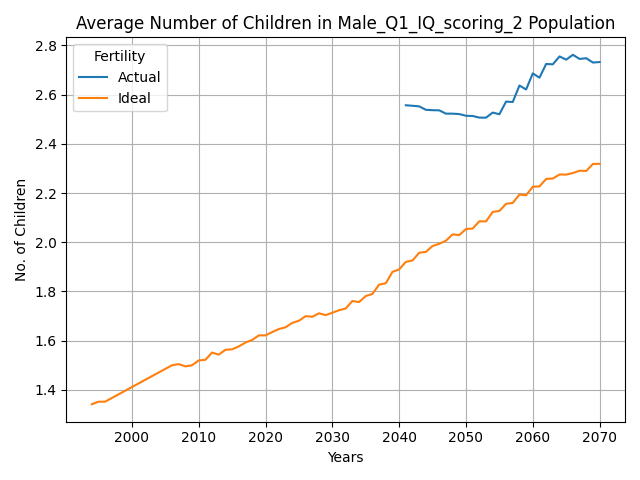 Average Number of Children in Male_Q1_IQ_scoring_2 Population
Fertility
Actual
Ideal
No. of Children
2.8
2.6
2.4
2.2
2.0
1.8
1.6
1.4
2000 2010 2020 2030 2040 2050 2060 2070
Years